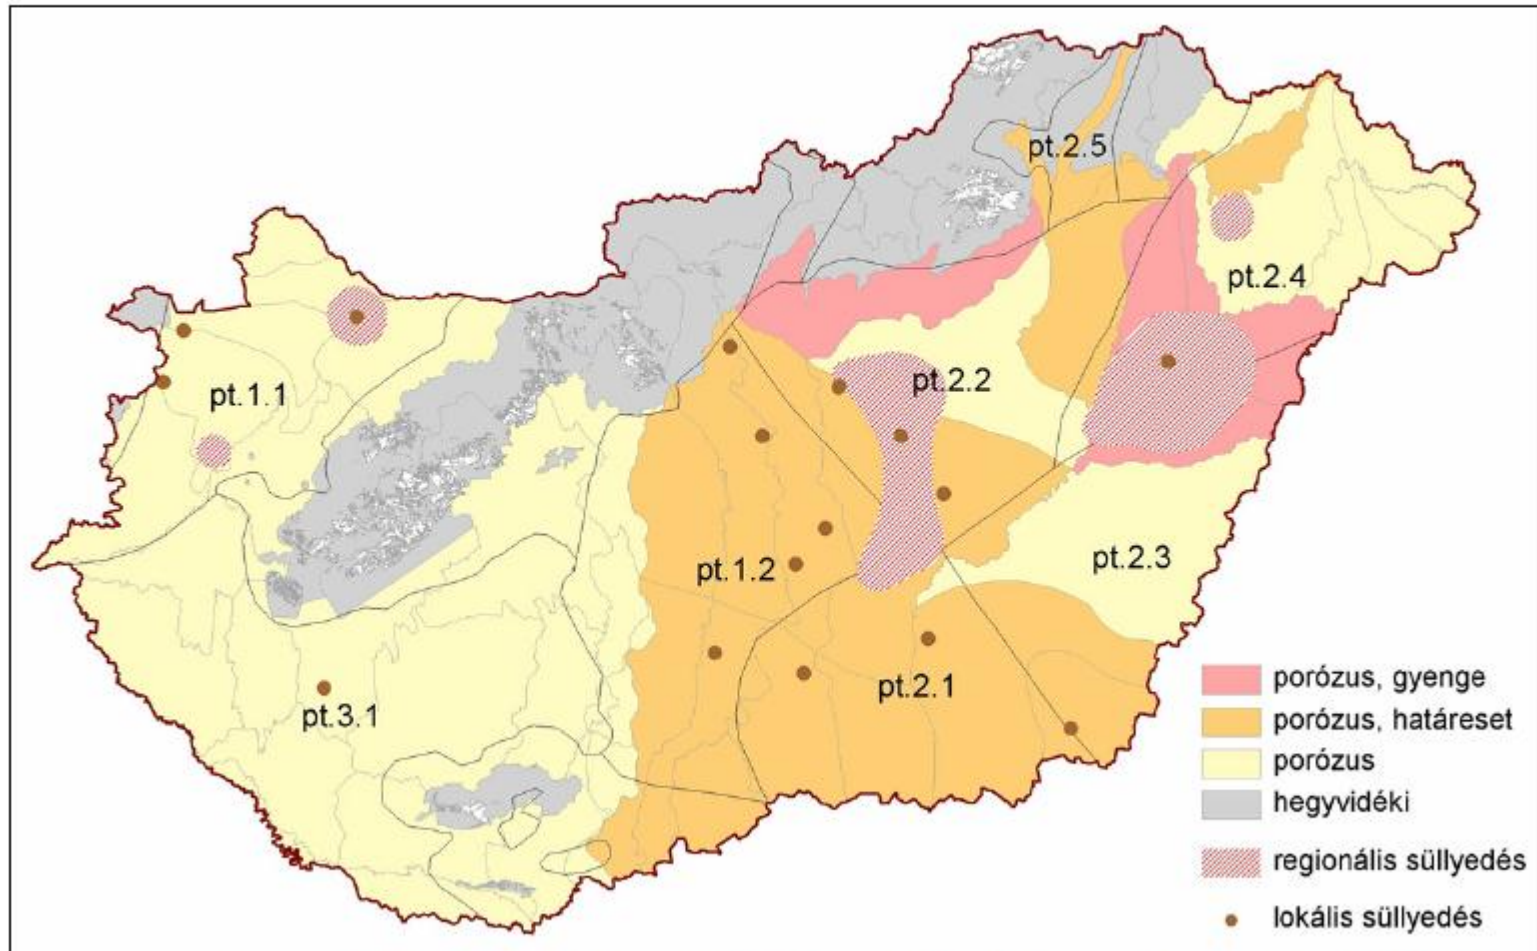 pt.2.5
pt.2.4
pt.1.1
pt.2.2
pt.2.3
pt.1.2
pt.2.1
pt.3.1
porózus, gyenge
porózus, határeset
porózus
hegyvidéki
regionális süllyedés
lokális süllyedés